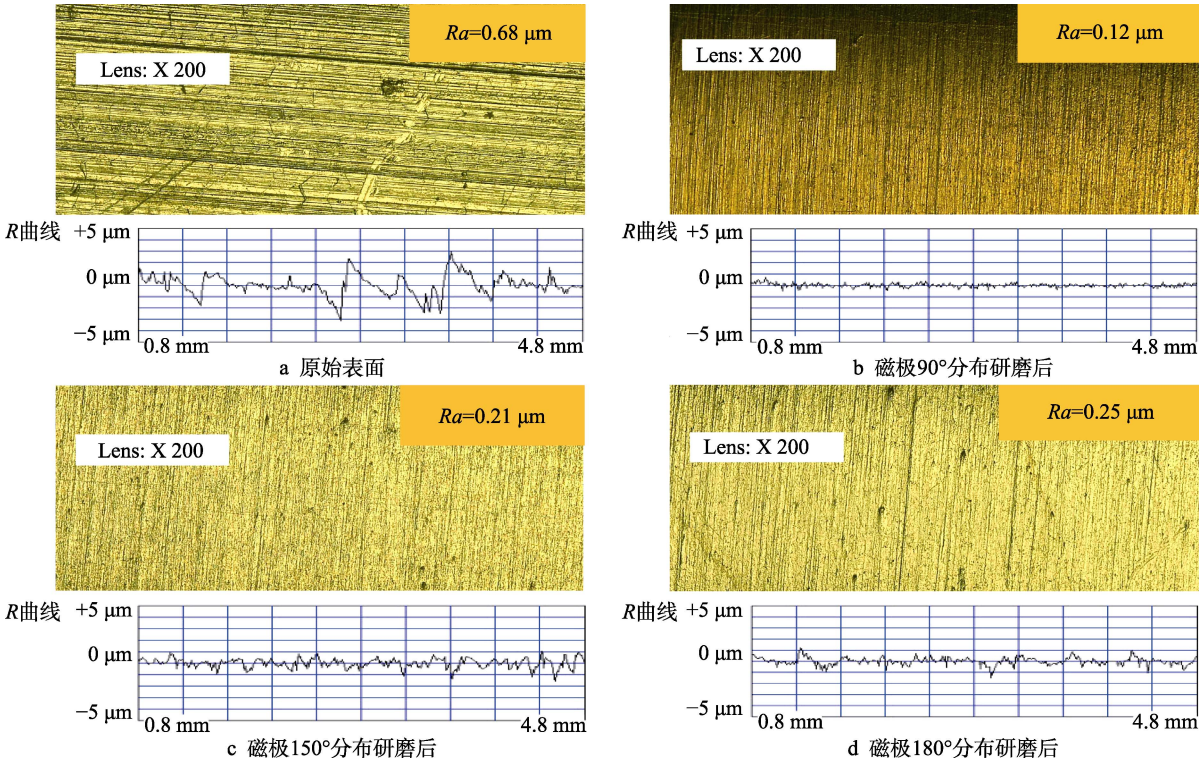 Ra=0.68 μm
Lens: X 200
R曲线
+5 μm
0 μm
−5 μm
0.8 mm
4.8 mm
a 原始表面
Ra=0.12 μm
Lens: X 200
R曲线
+5 μm
0 μm
−5 μm
0.8 mm
4.8 mm
b 磁极90°分布研磨后
Ra=0.21 μm
Lens: X 200
R曲线
+5 μm
0 μm
−5 μm
0.8 mm
4.8 mm
c 磁极150°分布研磨后
Ra=0.25 μm
Lens: X 200
R曲线
+5 μm
0 μm
−5 μm
0.8 mm
4.8 mm
d 磁极180°分布研磨后